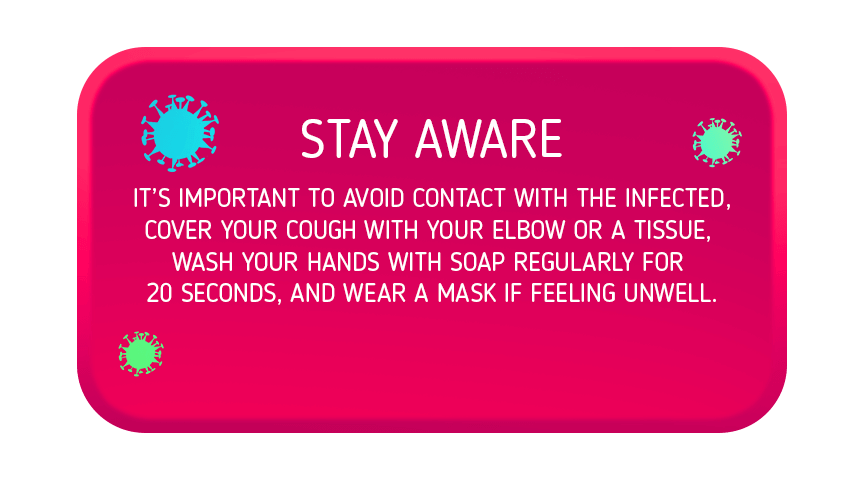 STAY AWARE
IT’S IMPORTANT TO AVOID CONTACT WITH THE INFECTED,
COVER YOUR COUGH WITH YOUR ELBOW OR A TISSUE,
WASH YOUR HANDS WITH SOAP REGULARLY FOR
20 SECONDS, AND WEAR A MASK IF FEELING UNWELL.